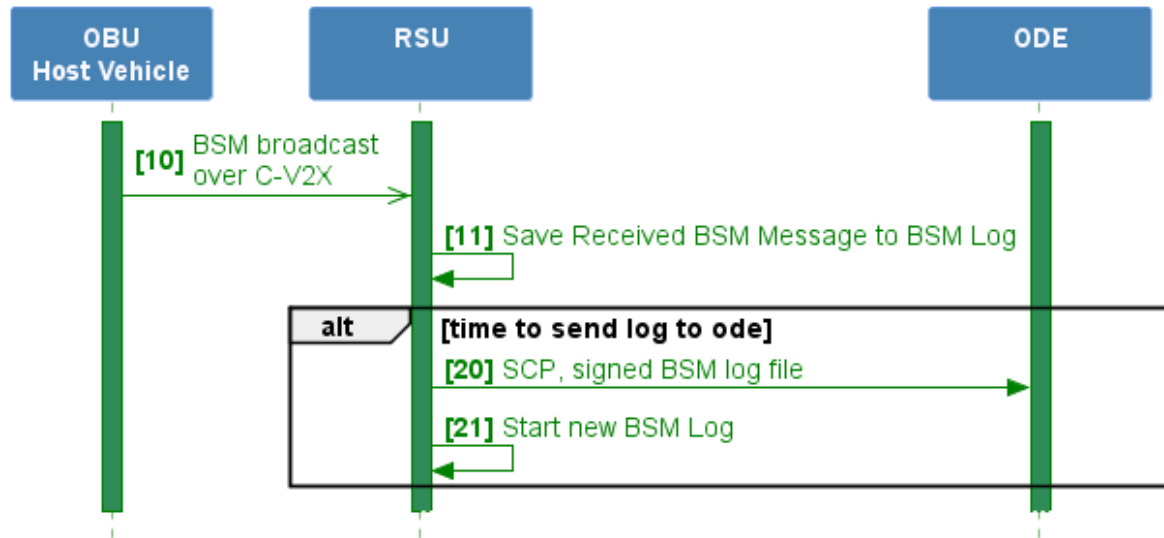 OBU
Host Vehicle
RSU
ODE
[10] BSM broadcast
over C-V2X
[11] Save Received BSM Message to BSM Log
alt
[time to send log to ode]
[20] SCP, signed BSM log file
[21] Start new BSM Log